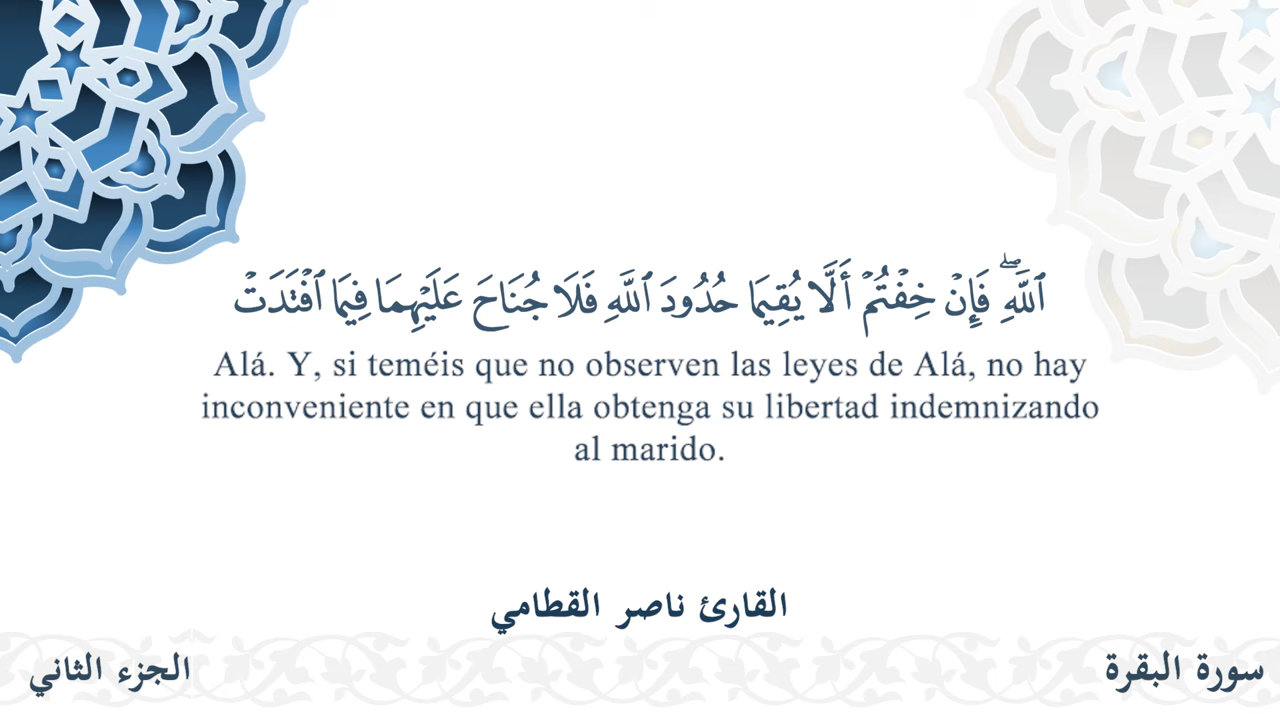 ٱللَّهِۖ فَإِنۡ خِفۡتُمۡ أَلَّا يُقِيمَا حُدُودَ ٱللَّهِ فَلَا جُنَاحَ عَلَيۡهِمَا فِيمَا ٱفۡتَدَتۡ
Alá. Y, si teméis que no observen las leyes de Alá, no hay
inconveniente en que ella obtenga su libertad indemnizando
al marido.
القارئ ناصر القطامي
سورة البقرة
الجزء الثاني